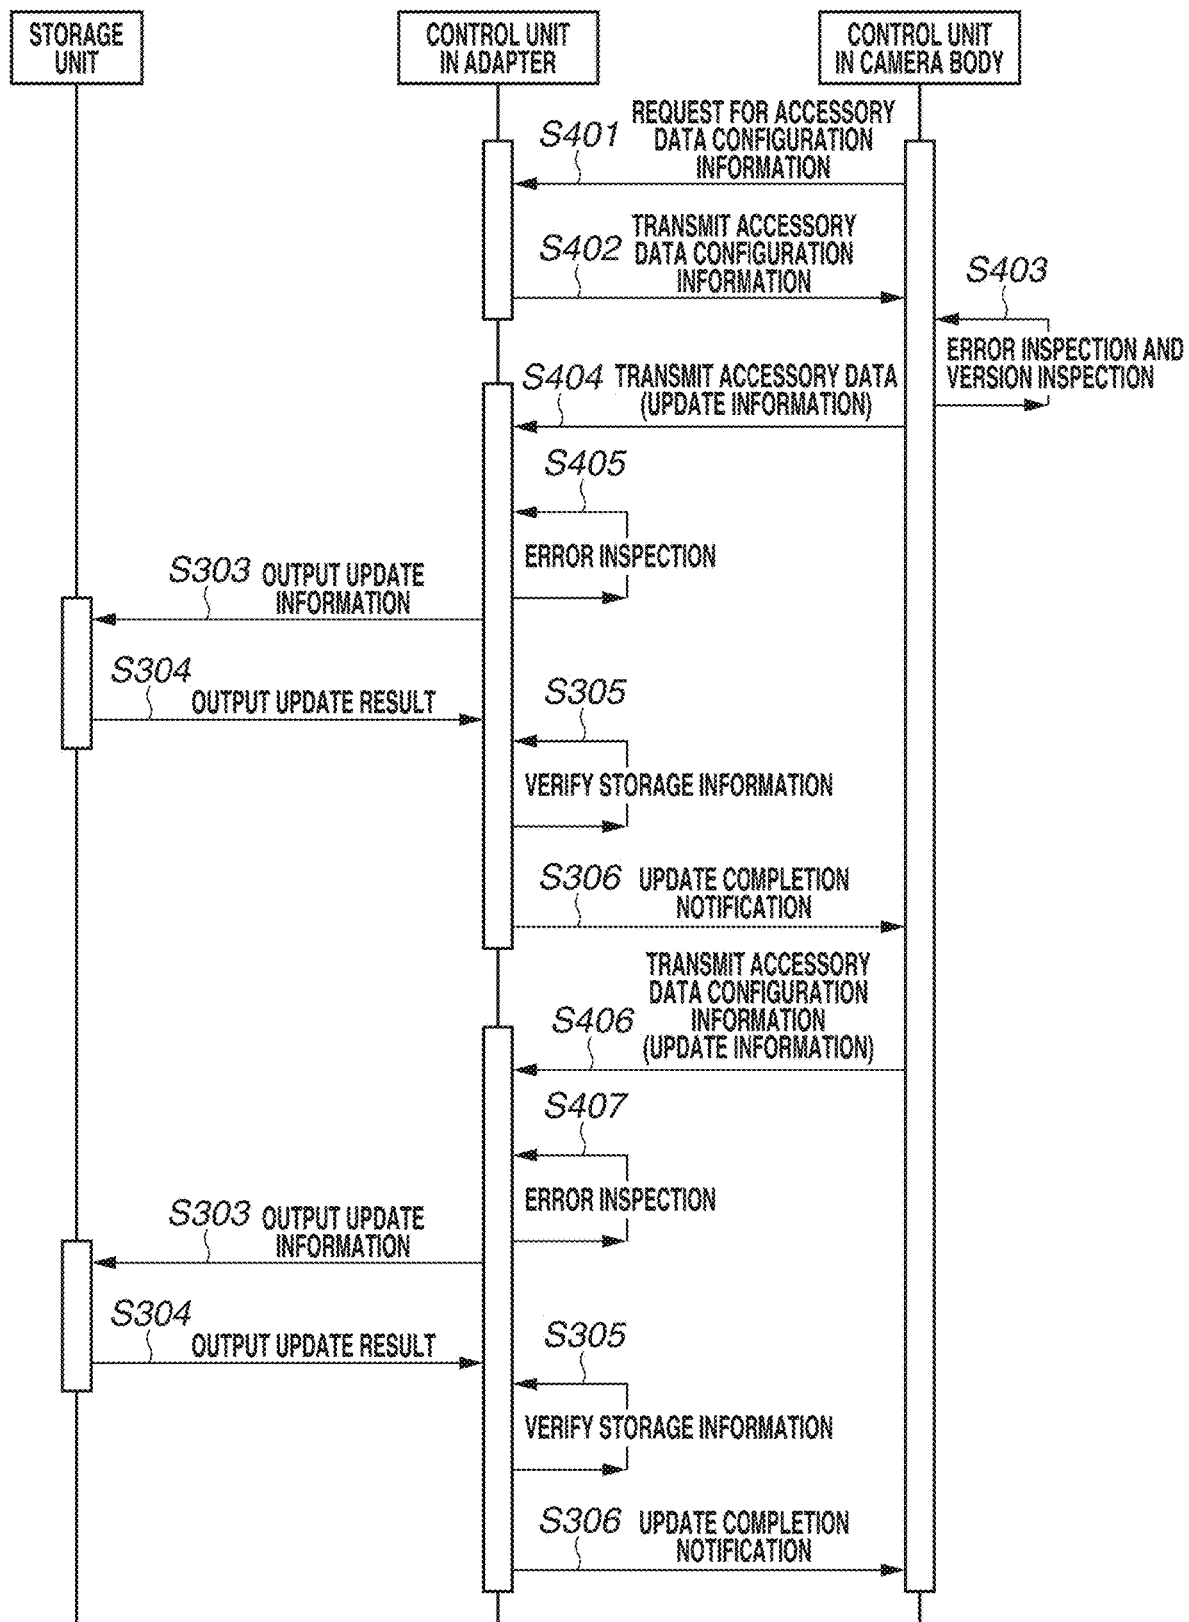 STORAGE
UNIT
CONTROL UNIT
IN ADAPTER
CONTROL UNIT
IN CAMERA BODY
S401
REQUEST FOR ACCESSORY
DATA CONFIGURATION
INFORMATION
S402
TRANSMIT ACCESSORY
DATA CONFIGURATION
INFORMATION
S403
ERROR INSPECTION AND
VERSION INSPECTION
S404
TRANSMIT ACCESSORY DATA
(UPDATE INFORMATION)
S405
ERROR INSPECTION
S303
OUTPUT UPDATE
INFORMATION
S304
OUTPUT UPDATE RESULT
S305
VERIFY STORAGE INFORMATION
S306
UPDATE COMPLETION
NOTIFICATION
S406
TRANSMIT ACCESSORY
DATA CONFIGURATION
INFORMATION
(UPDATE INFORMATION)
S407
ERROR INSPECTION
S303
OUTPUT UPDATE
INFORMATION
S304
OUTPUT UPDATE RESULT
S305
VERIFY STORAGE INFORMATION
S306
UPDATE COMPLETION
NOTIFICATION